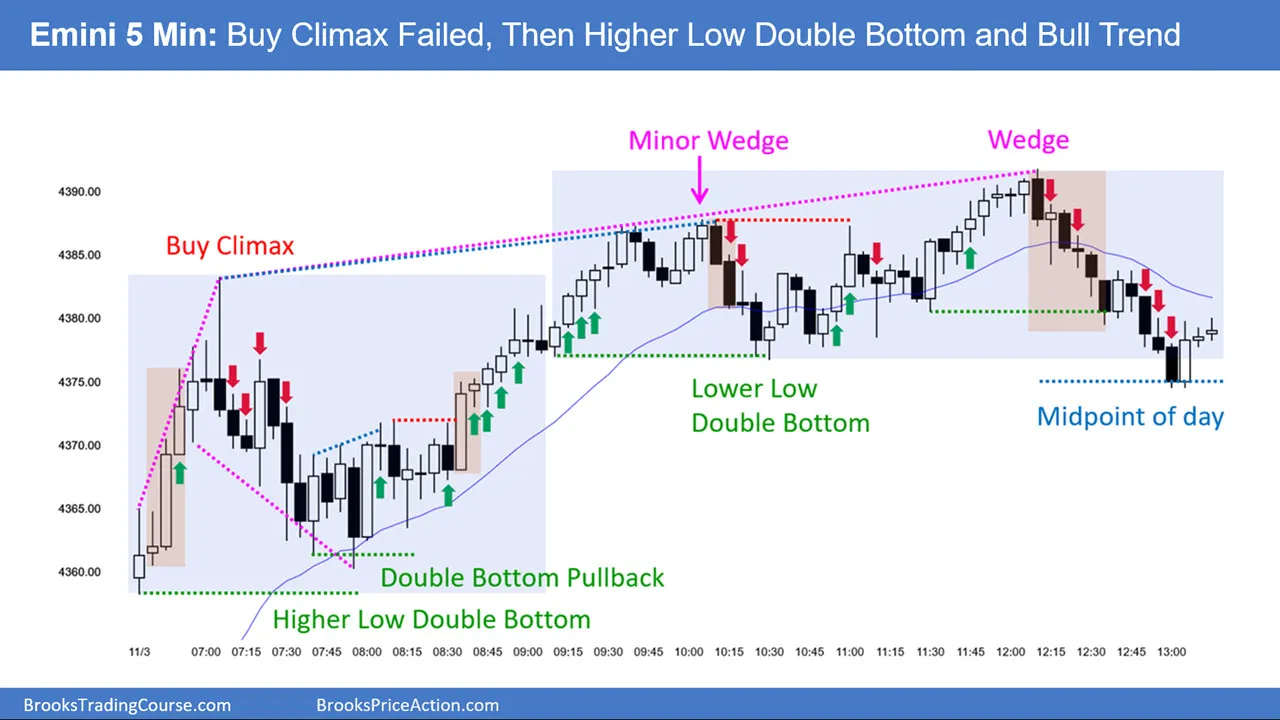 Emini 5 Min: Buy Climax Failed, Then Higher Low Double Bottom and Bull Trend
Minor Wedge
Wedge
4390.00
Buy Climax
4385.00
4380.00
4375.00
Lower Low
Double Bottom
Midpoint of day
4370.00
4365.00
4360.00
Double Bottom Pullback
Higher Low Double Bottom
11/3 07:00 07:15 07:30 07:45 08:00 08:15 08:30 08:45 09:00 09:15 09:30 09:45 10:00 10:15 10:30 10:45 11:00 11:15 11:30 11:45 12:00 12:15 12:30 12:45 13:00
BrooksTradingCourse.com BrooksPriceAction.com